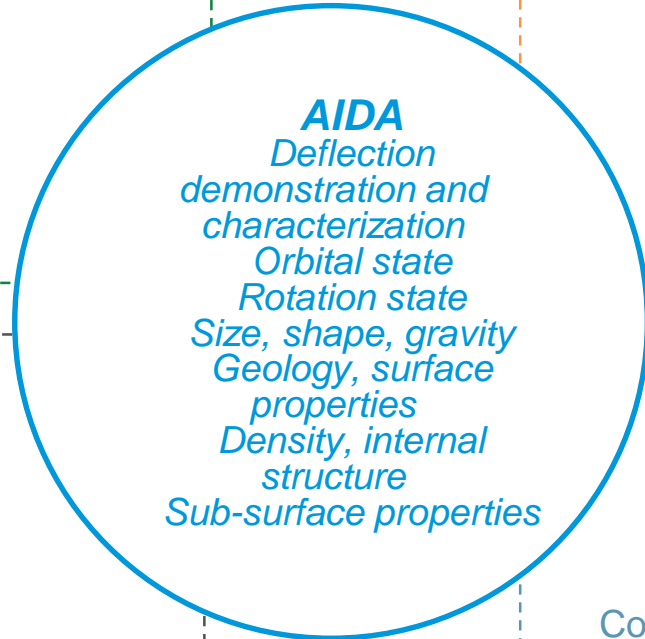 AIDA
Deflection
demonstration and
characterization
Orbital state
Rotation state
Size, shape, gravity
Geology, surface
properties
Density, internal
structure
Sub-surface properties
Co